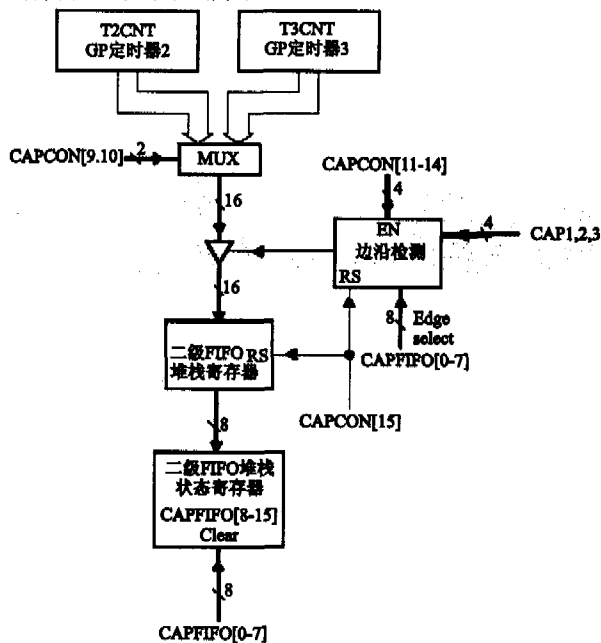 T2CNT
GP定时器2
T3CNT
GP定时器3
CAPCON[9.10]
2
MUX
CAPCON[11-14]
4
16
EN
边沿检测
RS
4
CAP1,2,3
16
8
Edge
select
CAPFIFO[0-7]
二级FIFO
堆栈寄存器
RS
CAPCON[15]
8
二级FIFO堆栈
状态寄存器
CAPFIFO[8-15]
Clear
8
CAPFIFO[0-7]